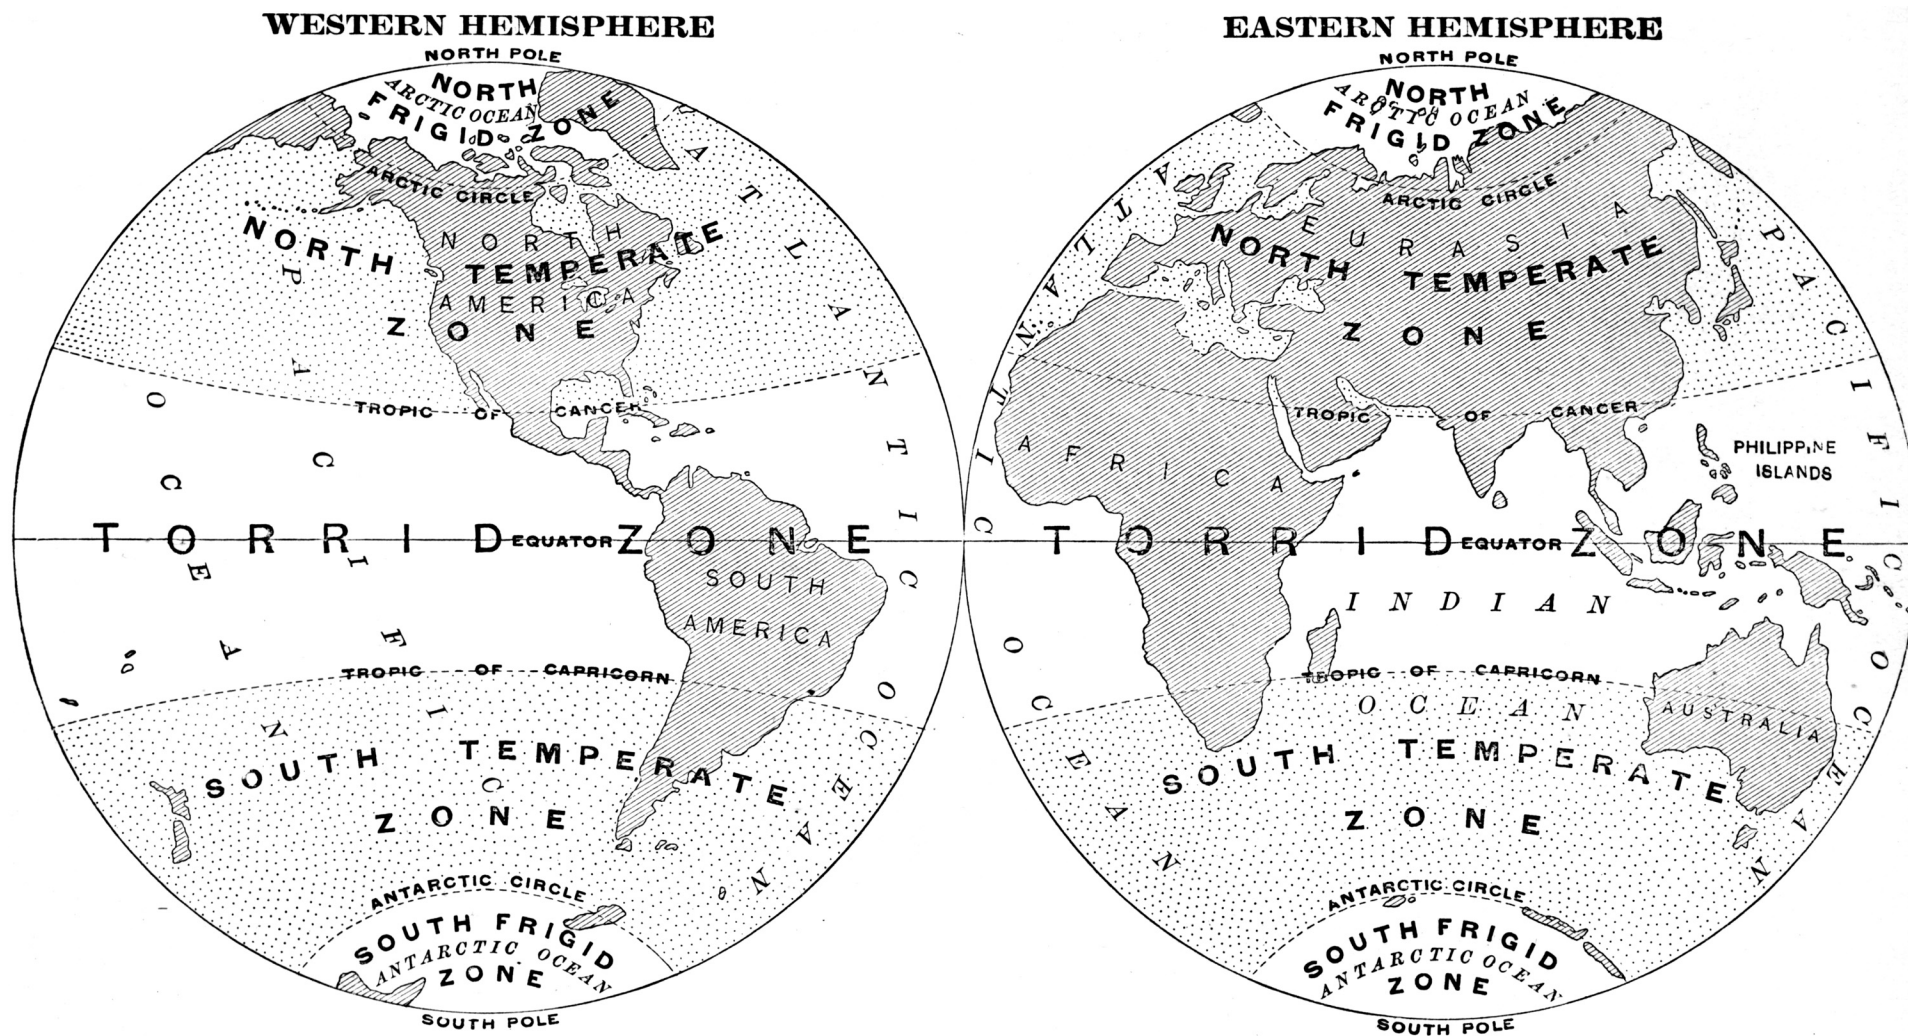 WESTERN HEMISPHERE
NORTH POLE
NORTH
ARCTIC OCEAN
FRIGID ZONE
ARCTIC CIRCLE
NORTH TEMPERATE
ZONE
NORTH
AMERICA
ATLANTIC OCEAN
PACIFIC
OCEAN
TROPIC OF CANCER
TORRID ZONE
EQUATOR
SOUTH
AMERICA
TROPIC OF CAPRICORN
SOUTH TEMPERATE
ZONE
ANTARCTIC CIRCLE
SOUTH FRIGID
ANTARCTIC OCEAN
ZONE
SOUTH POLE
EASTERN HEMISPHERE
NORTH POLE
NORTH
ARCTIC OCEAN
FRIGID ZONE
ARCTIC CIRCLE
EURASIA
NORTH TEMPERATE
ZONE
ATLANTIC OCEAN
PACIFIC OCEAN
TROPIC OF CANCER
AFRICA
PHILIPPINE
ISLANDS
TORRID ZONE
EQUATOR
INDIAN
OCEAN
TROPIC OF CAPRICORN
AUSTRALIA
SOUTH TEMPERATE
ZONE
ANTARCTIC CIRCLE
SOUTH FRIGID
ANTARCTIC OCEAN
ZONE
SOUTH POLE